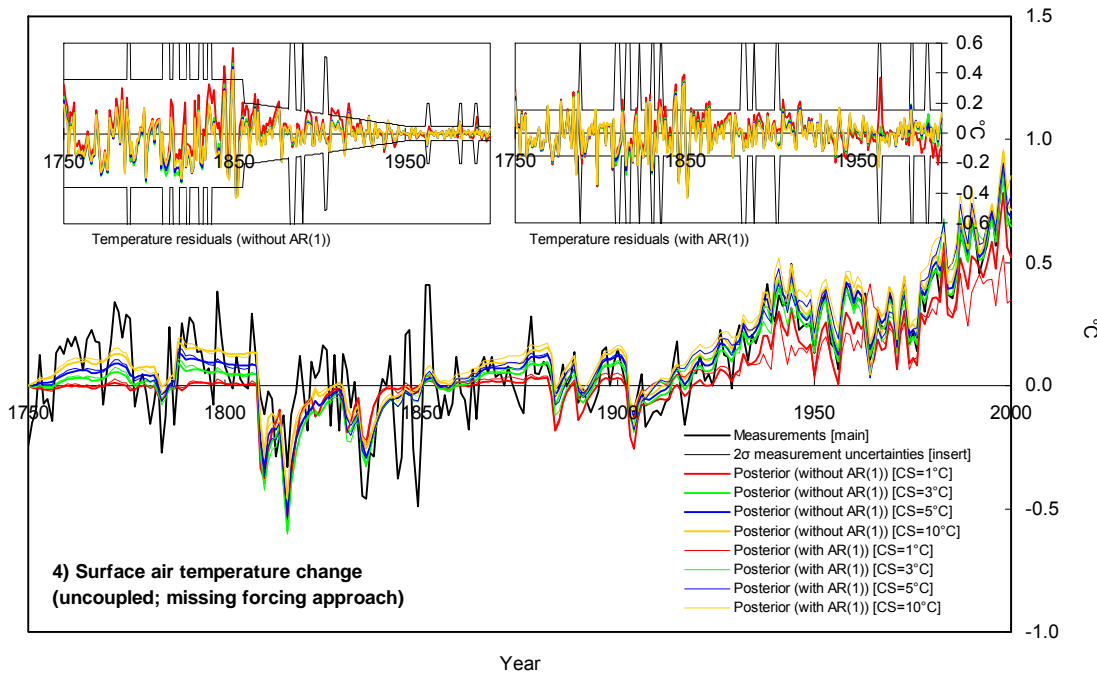 1.5
0.6
0.4
0.2
0
-0.2
-0.4
-0.6
°C
1750
1850
1950
1750
1850
1950
Temperature residuals (without AR(1))
Temperature residuals (with AR(1))
1.0
0.5
0.0
-0.5
-1.0
°C
1750
1800
1850
1900
1950
2000
Measurements [main]
2σ measurement uncertainties [insert]
Posterior (without AR(1)) [CS=1°C]
Posterior (without AR(1)) [CS=3°C]
Posterior (without AR(1)) [CS=5°C]
Posterior (without AR(1)) [CS=10°C]
Posterior (with AR(1)) [CS=1°C]
Posterior (with AR(1)) [CS=3°C]
Posterior (with AR(1)) [CS=5°C]
Posterior (with AR(1)) [CS=10°C]
4) Surface air temperature change
(uncoupled; missing forcing approach)
Year